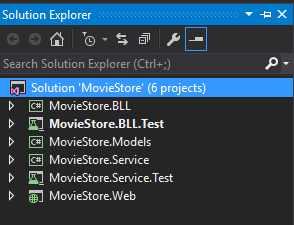 Solution Explorer
Search Solution Explorer (Ctrl+;)
Solution 'MovieStore' (6 projects)
C# MovieStore.BLL
MovieStore.BLL.Test
MovieStore.Models
C# MovieStore.Service
MovieStore.Service.Test
MovieStore.Web